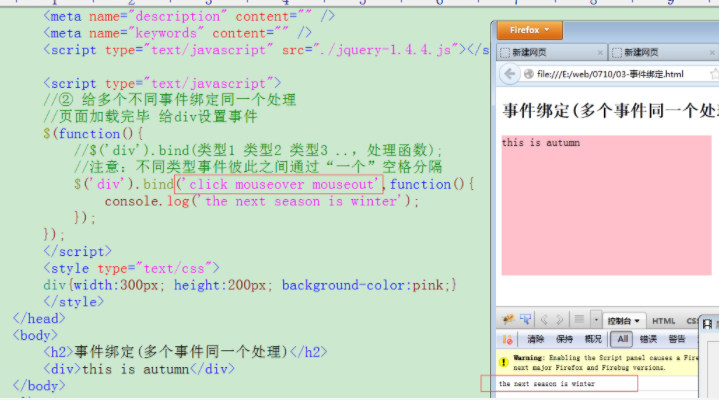 <meta name="description" content="" />
<meta name="keywords" content="" />
<script type="text/javascript" src="./jquery-1.4.4.js"></s
<script type="text/javascript">
//② 给多个不同事件绑定同一个处理
//页面加载完毕 给div设置事件
$(function(){
//$('div').bind(类型1 类型2 类型3 ..，处理函数);
//注意：不同类型事件彼此之间通过“一个”空格分隔
$('div').bind('click mouseover mouseout',function(){
console.log('the next season is winter');
});
});
</script>
<style type="text/css">
div{width:300px; height:200px; background-color:pink;}
</style>
</head>
<body>
<h2>事件绑定(多个事件同一个处理)</h2>
<div>this is autumn</div>
</body>
Firefox
新建网页 × 新建网页 ×
file:///E:/web/0710/03-事件绑定.html
事件绑定(多个事件同一个处
this is autumn
控制台 HTML CSS
清除 保持 概况 All 错误 警告
Warning: Enabling the Script panel causes a Fire
next major Firefox and Firebug versions.
the next season is winter